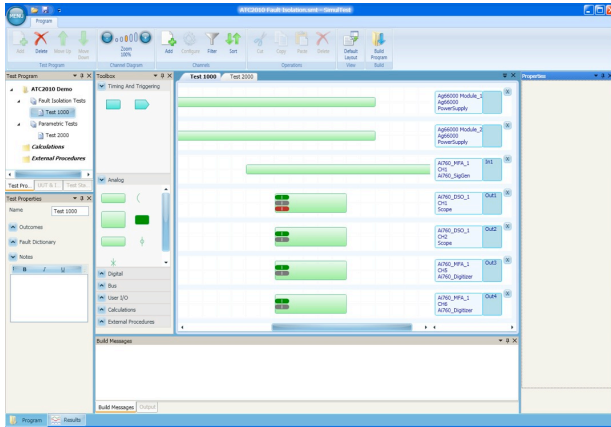 ATC2010 Fault Isolation.smt - SimulTest
MENU
Program
Add Delete Move Up Move Down
Zoom 100%
Add Configure Filter Sort
Cut Copy Paste Delete
Default Layout
Build Program
Test Program
Channel Diagram
Channels
Operations
View
Build
Test Program
ATC2010 Demo
Fault Isolation Tests
Test 1000
Parametric Tests
Test 2000
Calculations
External Procedures
Test Pro...
Test Sta...
Test Properties
Name
Test 1000
Outcomes
Fault Dictionary
Notes
B I U
Toolbox
Timing And Triggering
Analog
Digital
Bus
User I/O
Calculations
External Procedures
Test 1000
Test 2000
Ag66000 Module_1
Ag66000
PowerSupply
Ag66000 Module_2
Ag66000
PowerSupply
Ai760_MFA_1
CH1
Ai760_SigGen
In1
Ai760_DSO_1
CH1
Scope
Out1
Ai760_DSO_1
CH2
Scope
Out2
Ai760_MFA_1
CH5
Ai760_Digitizer
Out3
Ai760_MFA_1
CH6
Ai760_Digitizer
Out4
Properties
Build Messages
Build Messages
Output
Program
Results